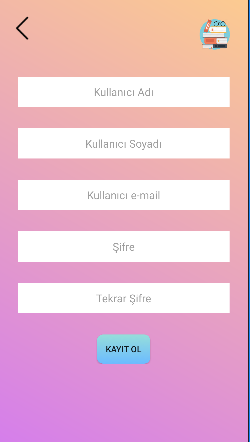 Kullanıcı Adı
Kullanıcı Soyadı
Kullanıcı e-mail
Şifre
Tekrar Şifre
KAYIT OL